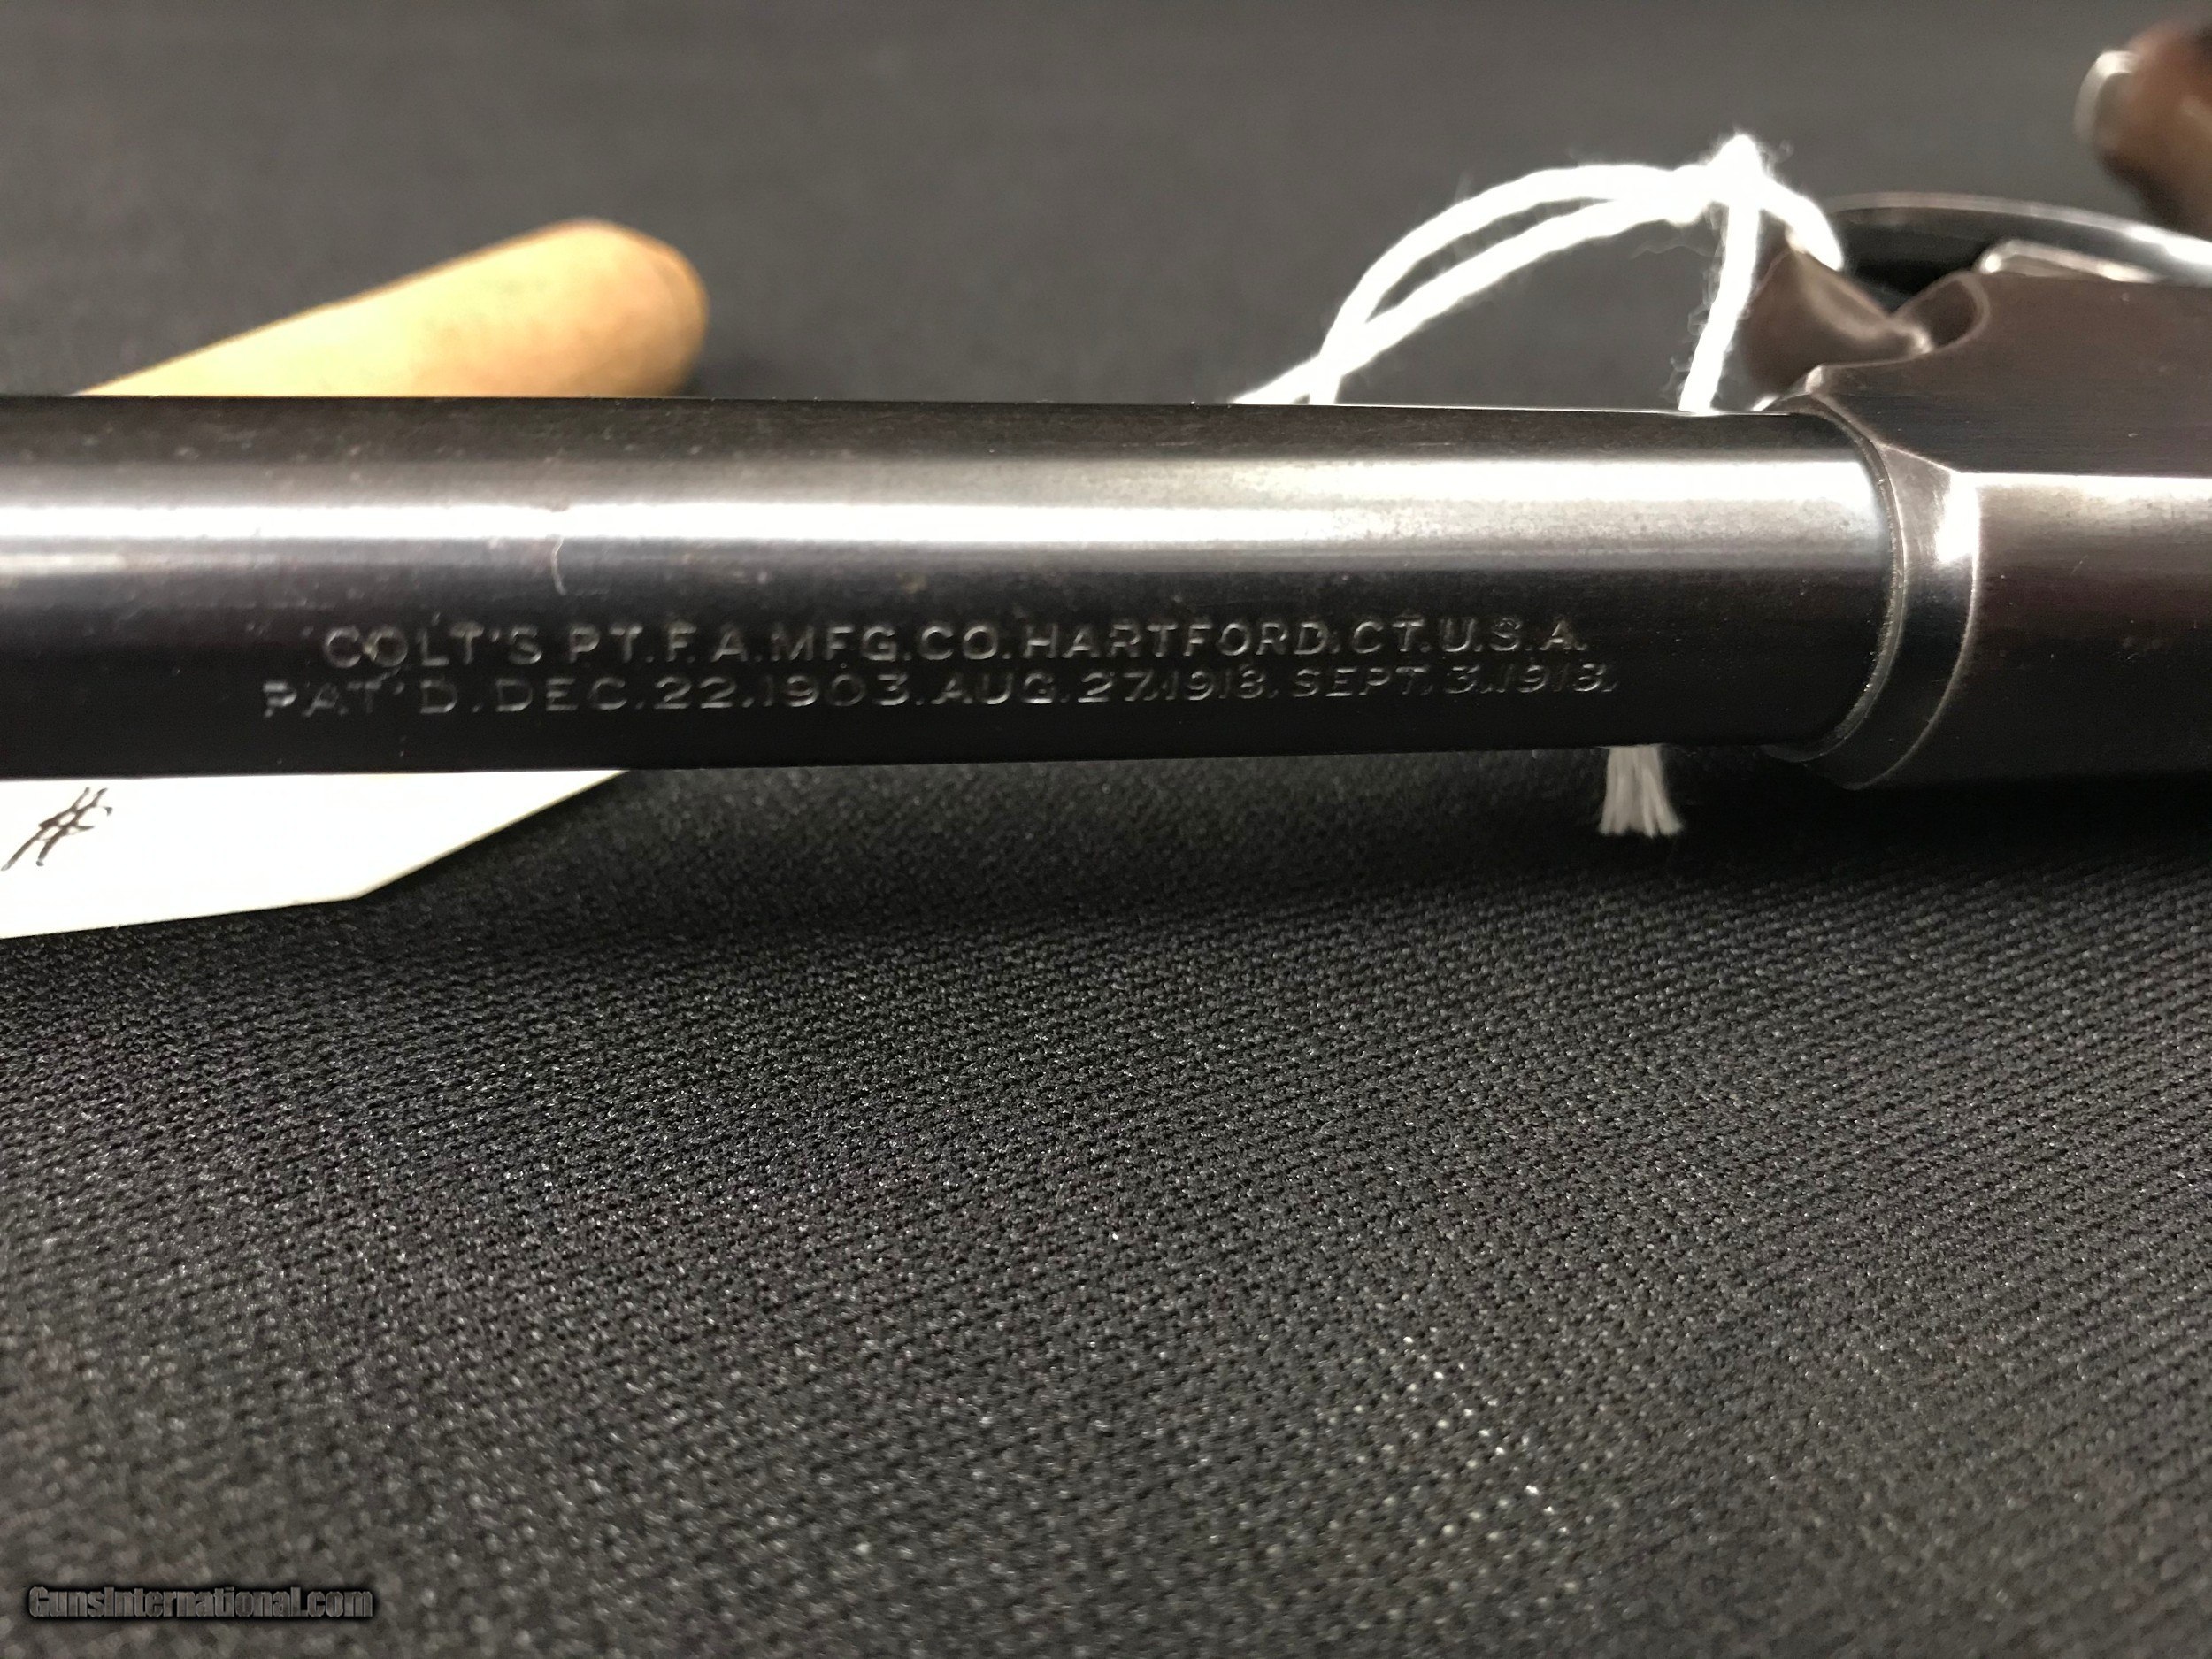 COLT'S PT.F.A.MFG.CO.HARTFORD.CT.U.S.A.
PAT'D.DEC.22.1903.AUG.27.1918.SEPT.3.1918.
#
GunsInternational.com